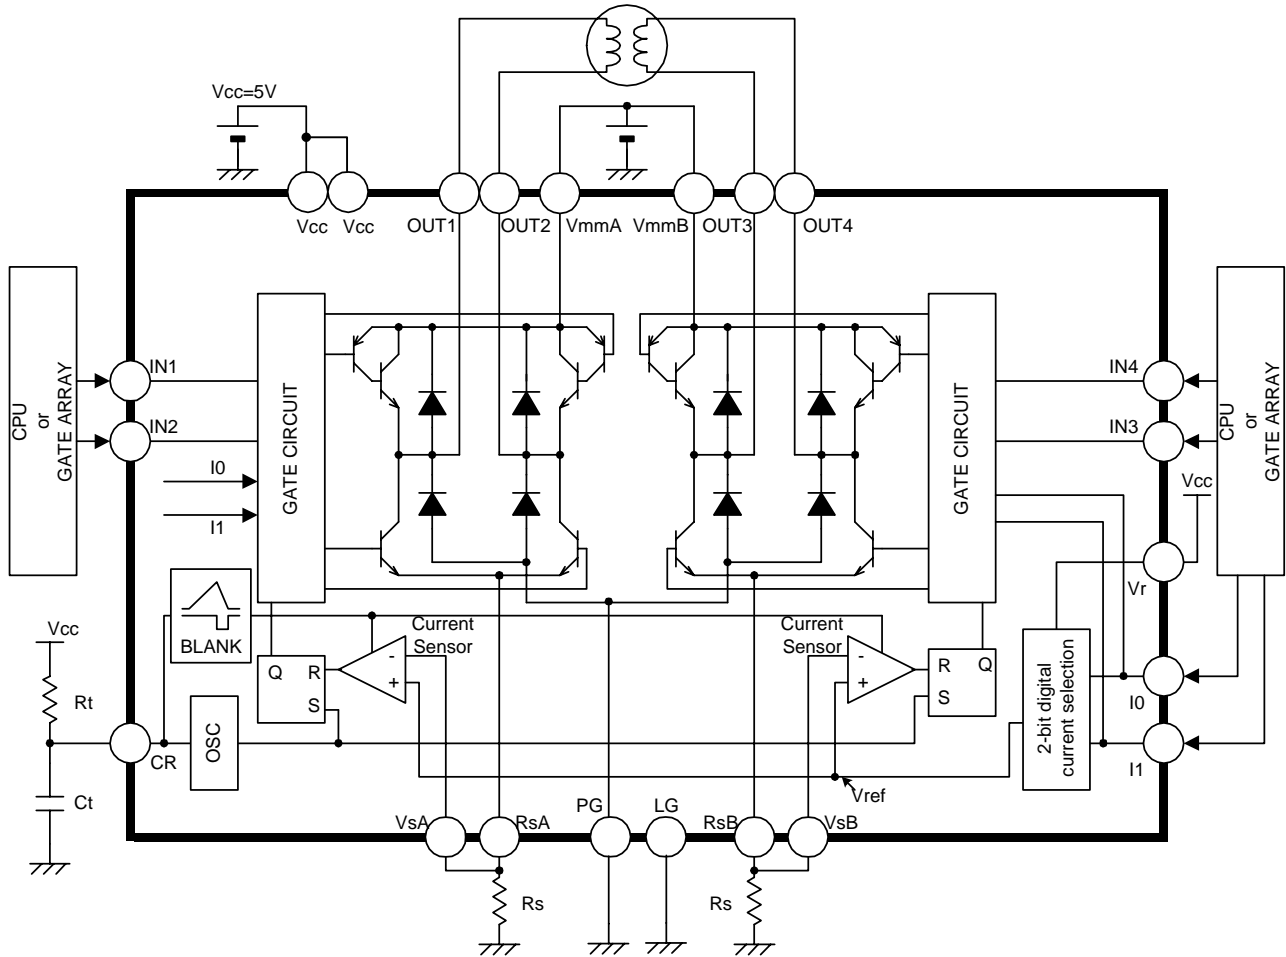 Vcc=5V
Vcc
Vcc
OUT1
OUT2
VmmA
VmmB
OUT3
OUT4
CPU
or
GATE ARRAY
IN1
IN2
I0
I1
GATE CIRCUIT
GATE CIRCUIT
IN4
IN3
CPU
or
GATE ARRAY
Vcc
Vr
BLANK
Current
Sensor
Current
Sensor
-
+
-
+
Q
R
S
R
Q
S
2-bit digital
current selection
I0
I1
Vcc
Rt
CR
OSC
Ct
Vref
VsA
RsA
PG
LG
RsB
VsB
Rs
Rs